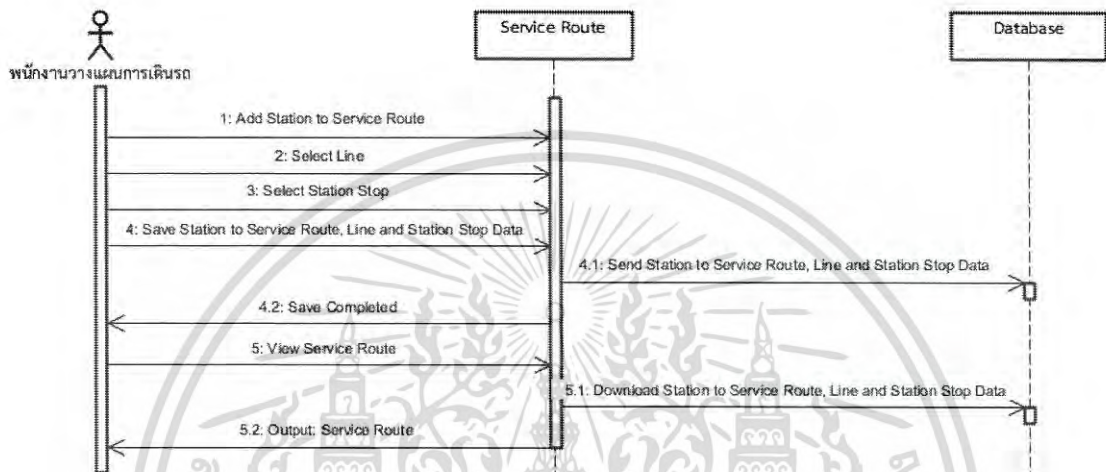 Service Route
Database
พนักงานวางแผนการเดินรถ
1: Add Station to Service Route
2: Select Line
3: Select Station Stop
4: Save Station to Service Route, Line and Station Stop Data
4.1: Send Station to Service Route, Line and Station Stop Data
4.2: Save Completed
5: View Service Route
5.1: Download Station to Service Route, Line and Station Stop Data
5.2: Output: Service Route